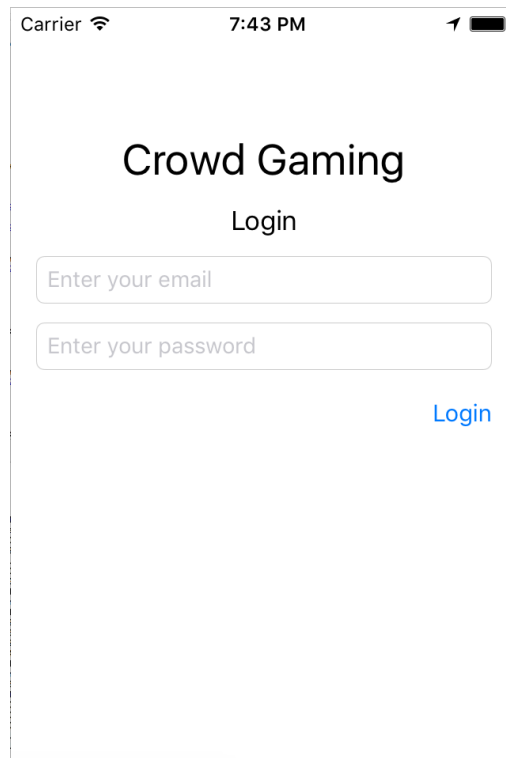 Carrier 7:43 PM
Crowd Gaming
Login
Enter your email
Enter your password
Login